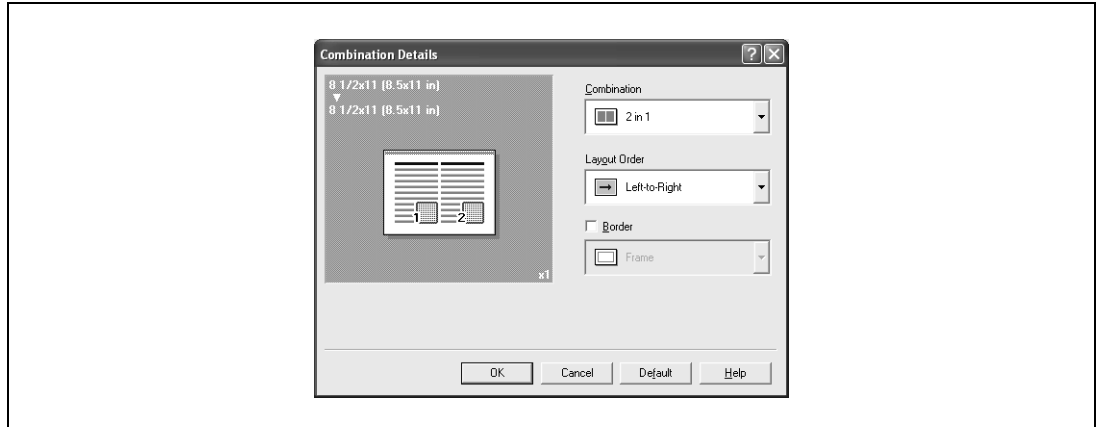 Combination Details
8 1/2x11 (8.5x11 in)
8 1/2x11 (8.5x11 in)
1 2
x1
Combination
2 in 1
Layout Order
Left-to-Right
Border
Frame
OK Cancel Default Help